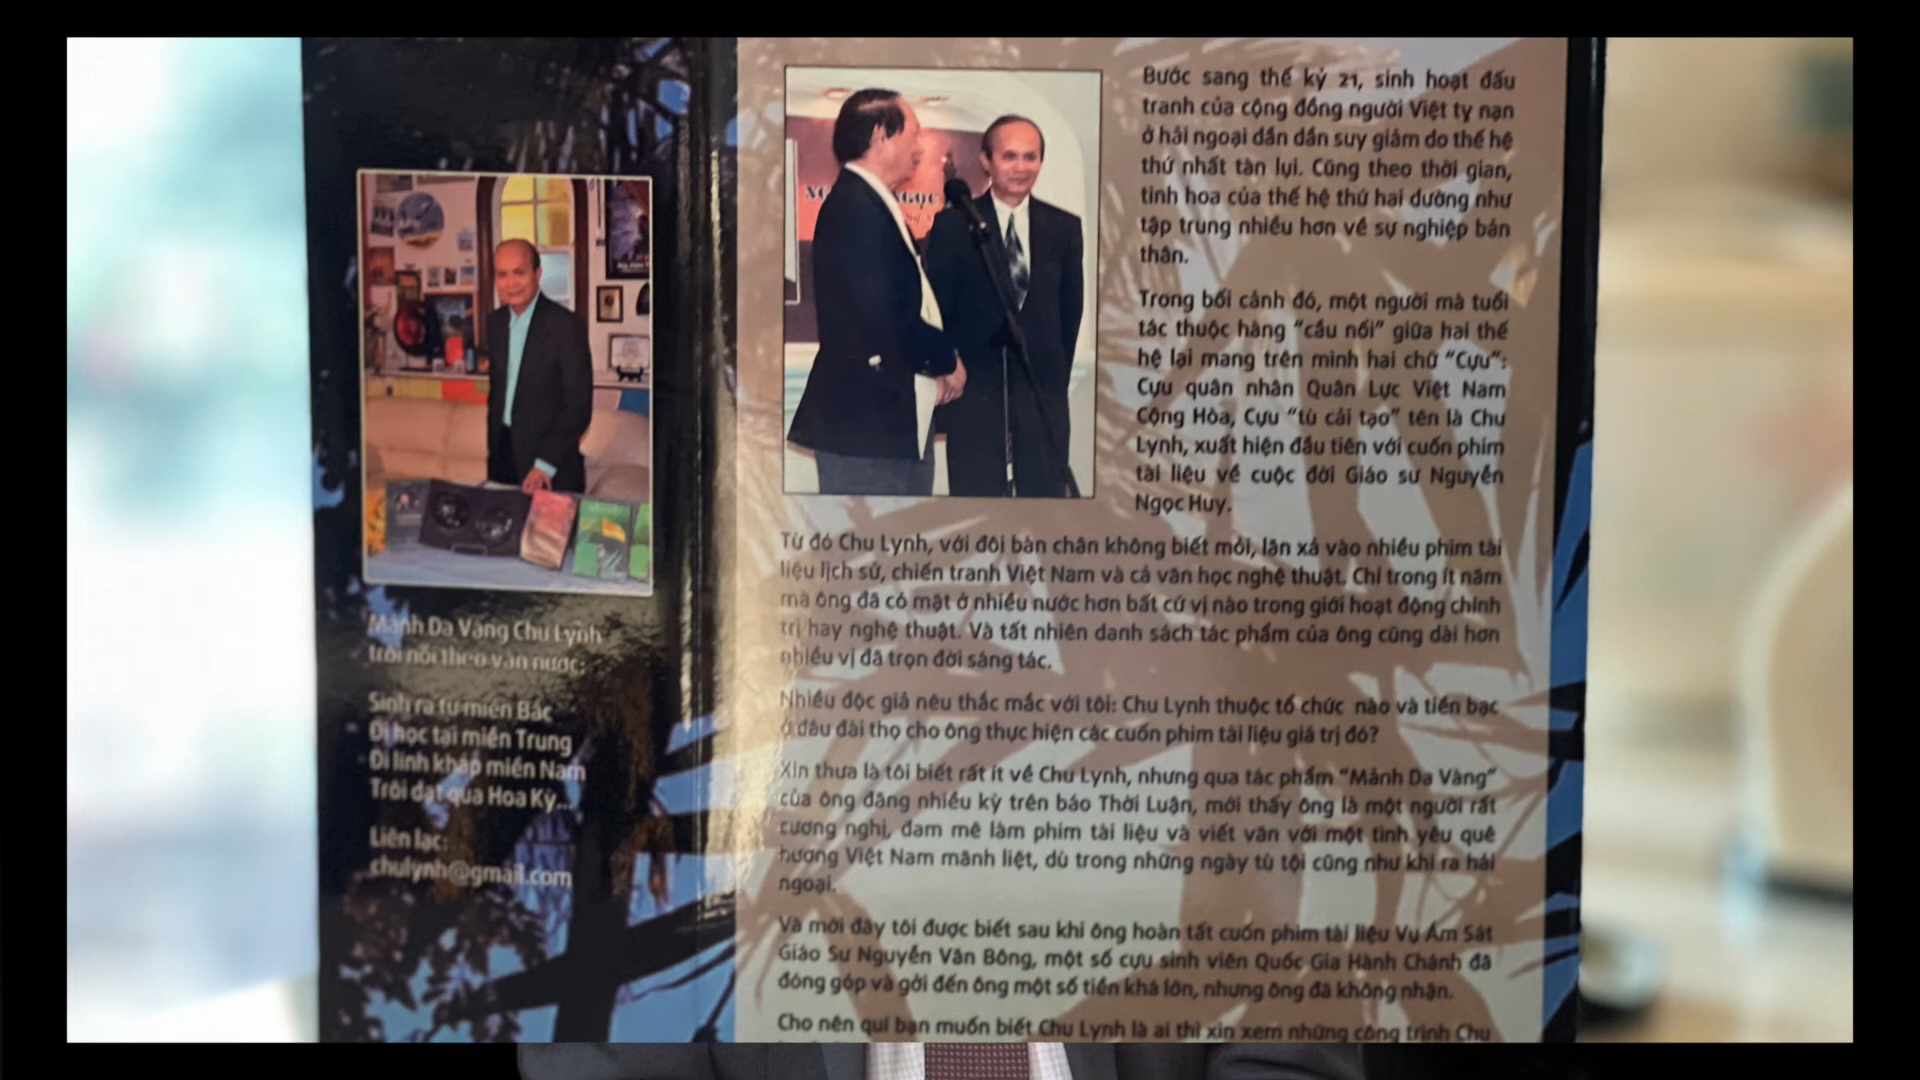 Mảnh Da Vàng Chu Lynh
trôi nổi theo vận nước:
Sinh ra từ miền Bắc
Đi học tại miền Trung
Đi lính khắp miền Nam
Trôi dạt qua Hoa Kỳ...
Liên lạc:
chulynh@gmail.com
Bước sang thế kỷ 21, sinh hoạt đấu
tranh của cộng đồng người Việt tỵ nạn
ở hải ngoại dần dần suy giảm do thế hệ
thứ nhất tàn lụi. Cũng theo thời gian,
tinh hoa của thế hệ thứ hai dường như
tập trung nhiều hơn về sự nghiệp bản
thân.
Trong bối cảnh đó, một người mà tuổi
tác thuộc hàng “cầu nối” giữa hai thế
hệ lại mang trên mình hai chữ “Cựu”:
Cựu quân nhân Quân Lực Việt Nam
Cộng Hòa, Cựu “tù cải tạo” tên là Chu
Lynh, xuất hiện đầu tiên với cuốn phim
tài liệu về cuộc đời Giáo sư Nguyễn
Ngọc Huy.
Từ đó Chu Lynh, với đôi bàn chân không biết mỏi, lăn xả vào nhiều phim tài
liệu lịch sử, chiến tranh Việt Nam và cả văn học nghệ thuật. Chỉ trong ít năm
mà ông đã có mặt ở nhiều nước hơn bất cứ vị nào trong giới hoạt động chính
trị hay nghệ thuật. Và tất nhiên danh sách tác phẩm của ông cũng dài hơn
nhiều vị đã trọn đời sáng tác.
Nhiều độc giả nêu thắc mắc với tôi: Chu Lynh thuộc tổ chức nào và tiền bạc
ở đâu đài thọ cho ông thực hiện các cuốn phim tài liệu giá trị đó?
Xin thưa là tôi biết rất ít về Chu Lynh, nhưng qua tác phẩm “Mảnh Da Vàng”
của ông đăng nhiều kỳ trên báo Thời Luận, mới thấy ông là một người rất
cương nghị, đam mê làm phim tài liệu và viết văn với một tình yêu quê
hương Việt Nam mãnh liệt, dù trong những ngày tù tội cũng như khi ra hải
ngoại.
Và mới đây tôi được biết sau khi ông hoàn tất cuốn phim tài liệu Vụ Ám Sát
Giáo Sư Nguyễn Văn Bông, một số cựu sinh viên Quốc Gia Hành Chánh đã
đóng góp và gởi đến ông một số tiền khá lớn, nhưng ông đã không nhận.
Cho nên quí bạn muốn biết Chu Lynh là ai thì xin xem những công trình Chu